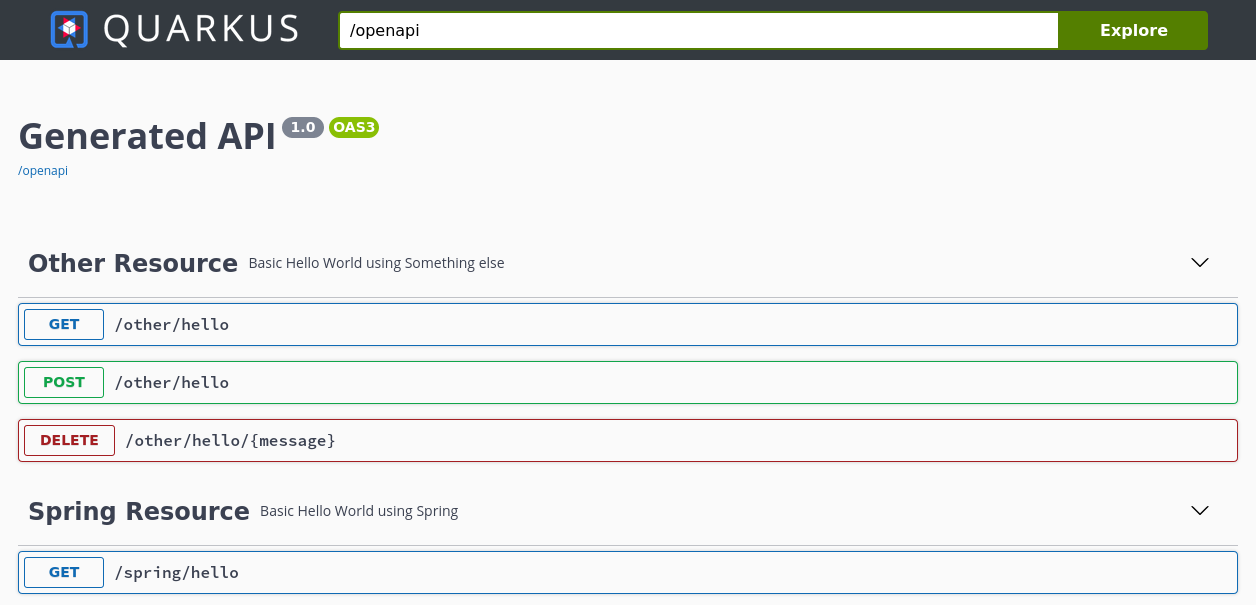 QUARKUS
/openapi
Explore
Generated API 1.0 OAS3
/openapi
Other Resource Basic Hello World using Something else
GET /other/hello
POST /other/hello
DELETE /other/hello/{message}
Spring Resource Basic Hello World using Spring
GET /spring/hello